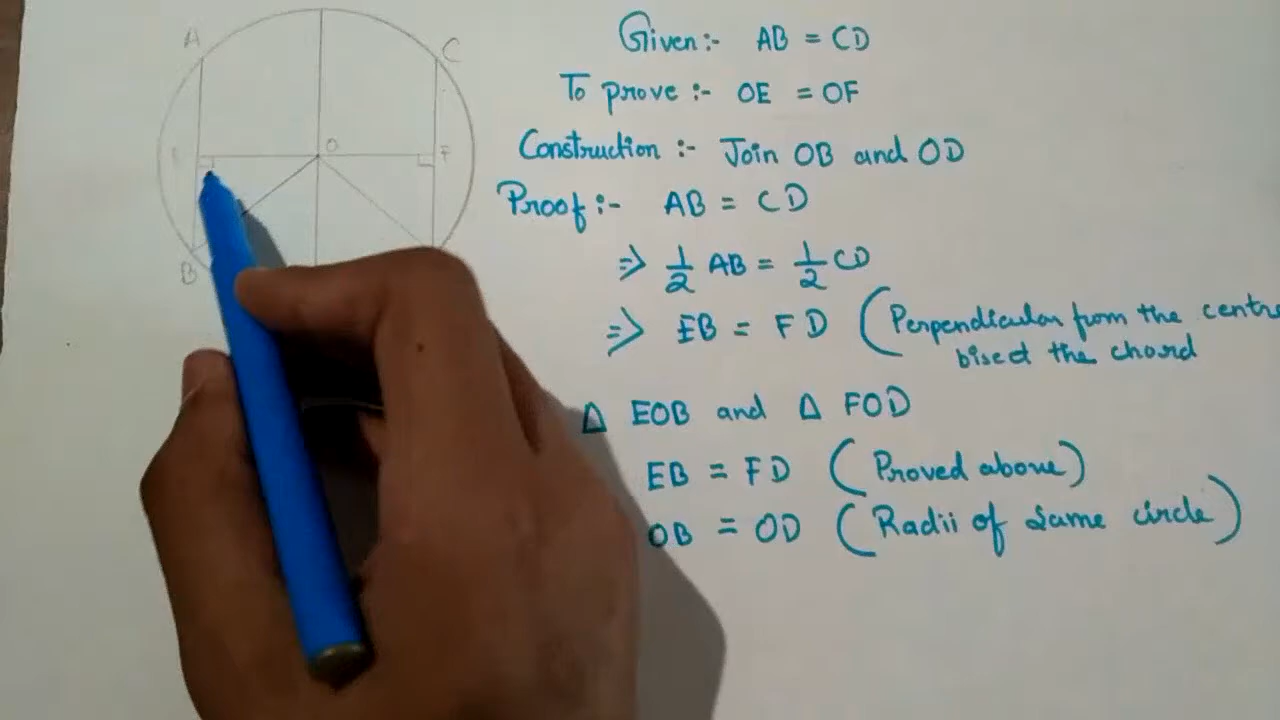 A
C
O
F
B
Given:- AB = CD
To prove :- OE = OF
Construction :- Join OB and OD
Proof :- AB = CD
⇒ 1/2 AB = 1/2 CD
⇒ EB = FD (Perpendicular from the centre
bisect the chord
Δ EOB and Δ FOD
EB = FD (Proved above)
OB = OD (Radii of same circle)